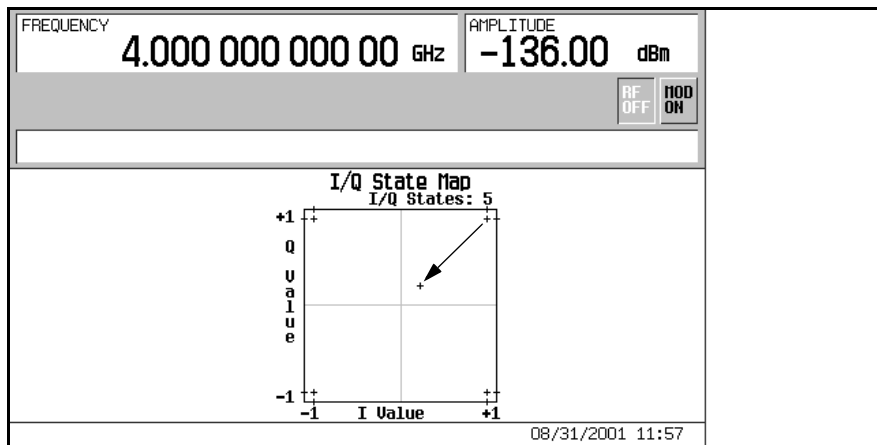 FREQUENCY
4.000 000 000 00 GHz
AMPLITUDE
-136.00 dBm
RF OFF
MOD ON
I/Q State Map
I/Q States: 5
+1
Q Value
-1
-1 I Value +1
08/31/2001 11:57